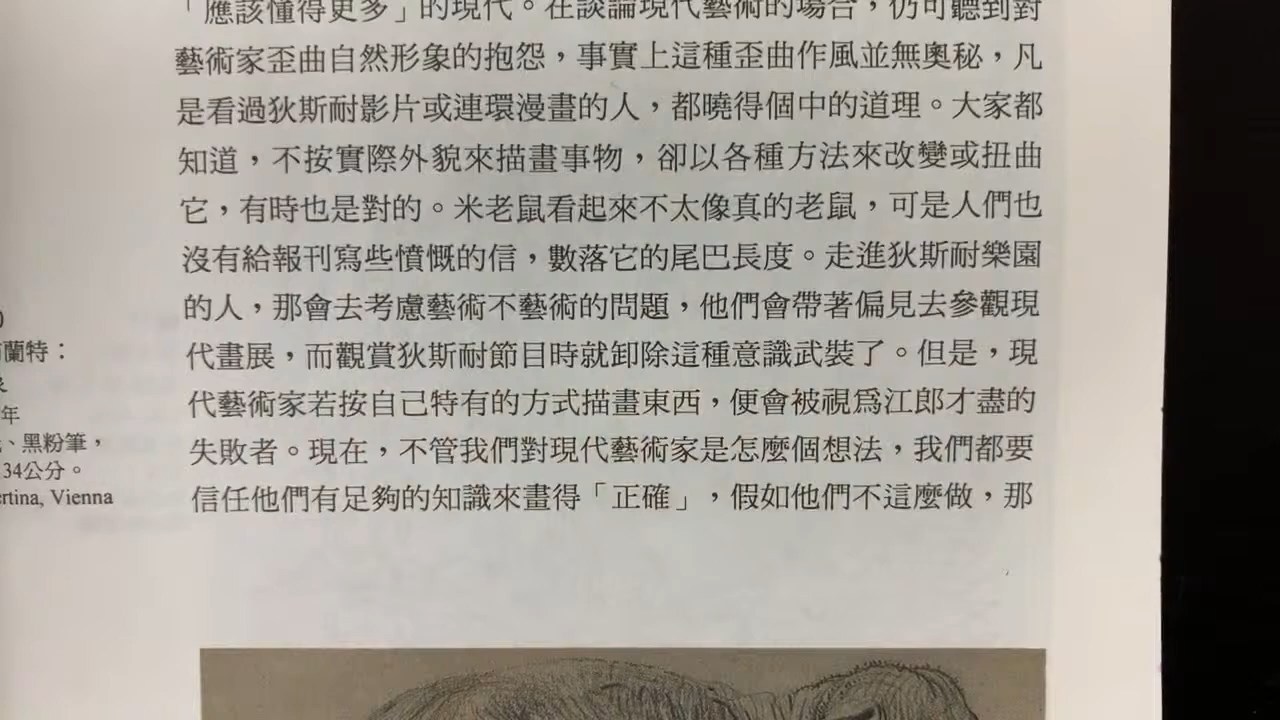 「應該懂得更多」的現代。在談論現代藝術的場合，仍可聽到對
藝術家歪曲自然形象的抱怨，事實上這種歪曲作風並無奧秘，凡
是看過狄斯耐影片或連環漫畫的人，都曉得個中的道理。大家都
知道，不按實際外貌來描畫事物，卻以各種方法來改變或扭曲
它，有時也是對的。米老鼠看起來不太像真的老鼠，可是人們也
沒有給報刊寫些憤慨的信，數落它的尾巴長度。走進狄斯耐樂園
的人，那會去考慮藝術不藝術的問題，他們會帶著偏見去參觀現
代畫展，而觀賞狄斯耐節目時就卸除這種意識武裝了。但是，現
代藝術家若按自己特有的方式描畫東西，便會被視爲江郎才盡的
失敗者。現在，不管我們對現代藝術家是怎麼個想法，我們都要
信任他們有足夠的知識來畫得「正確」，假如他們不這麼做，那
蘭特：
年
、黑粉筆，
34公分。
ertina, Vienna